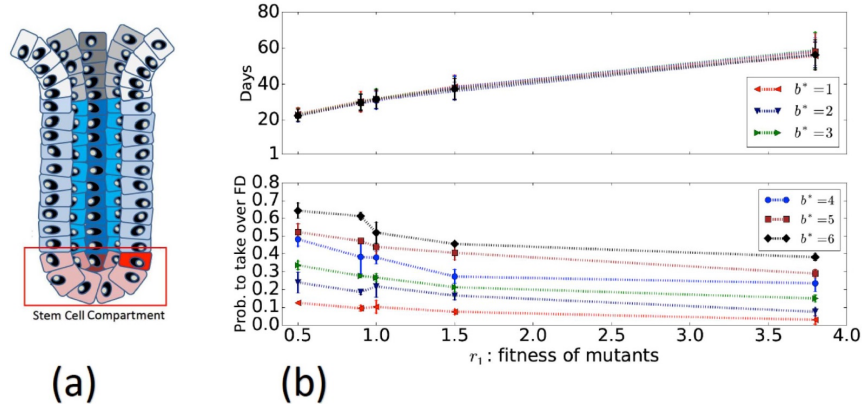 Stem Cell Compartment
(a)
Days
80
60
40
20
1
b* = 1
b* = 2
b* = 3
Prob. to take over FD
0.8
0.7
0.6
0.5
0.4
0.3
0.2
0.1
0.0
b* = 4
b* = 5
b* = 6
0.5 1.0 1.5 2.0 2.5 3.0 3.5 4.0
r₁: fitness of mutants
(b)